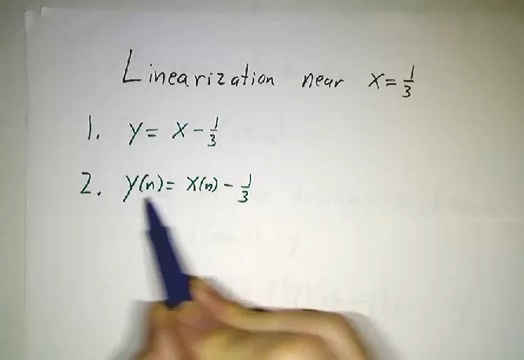 Linearization near x = 1/3
1. y = x - 1/3
2. y(n) = x(n) - 1/3